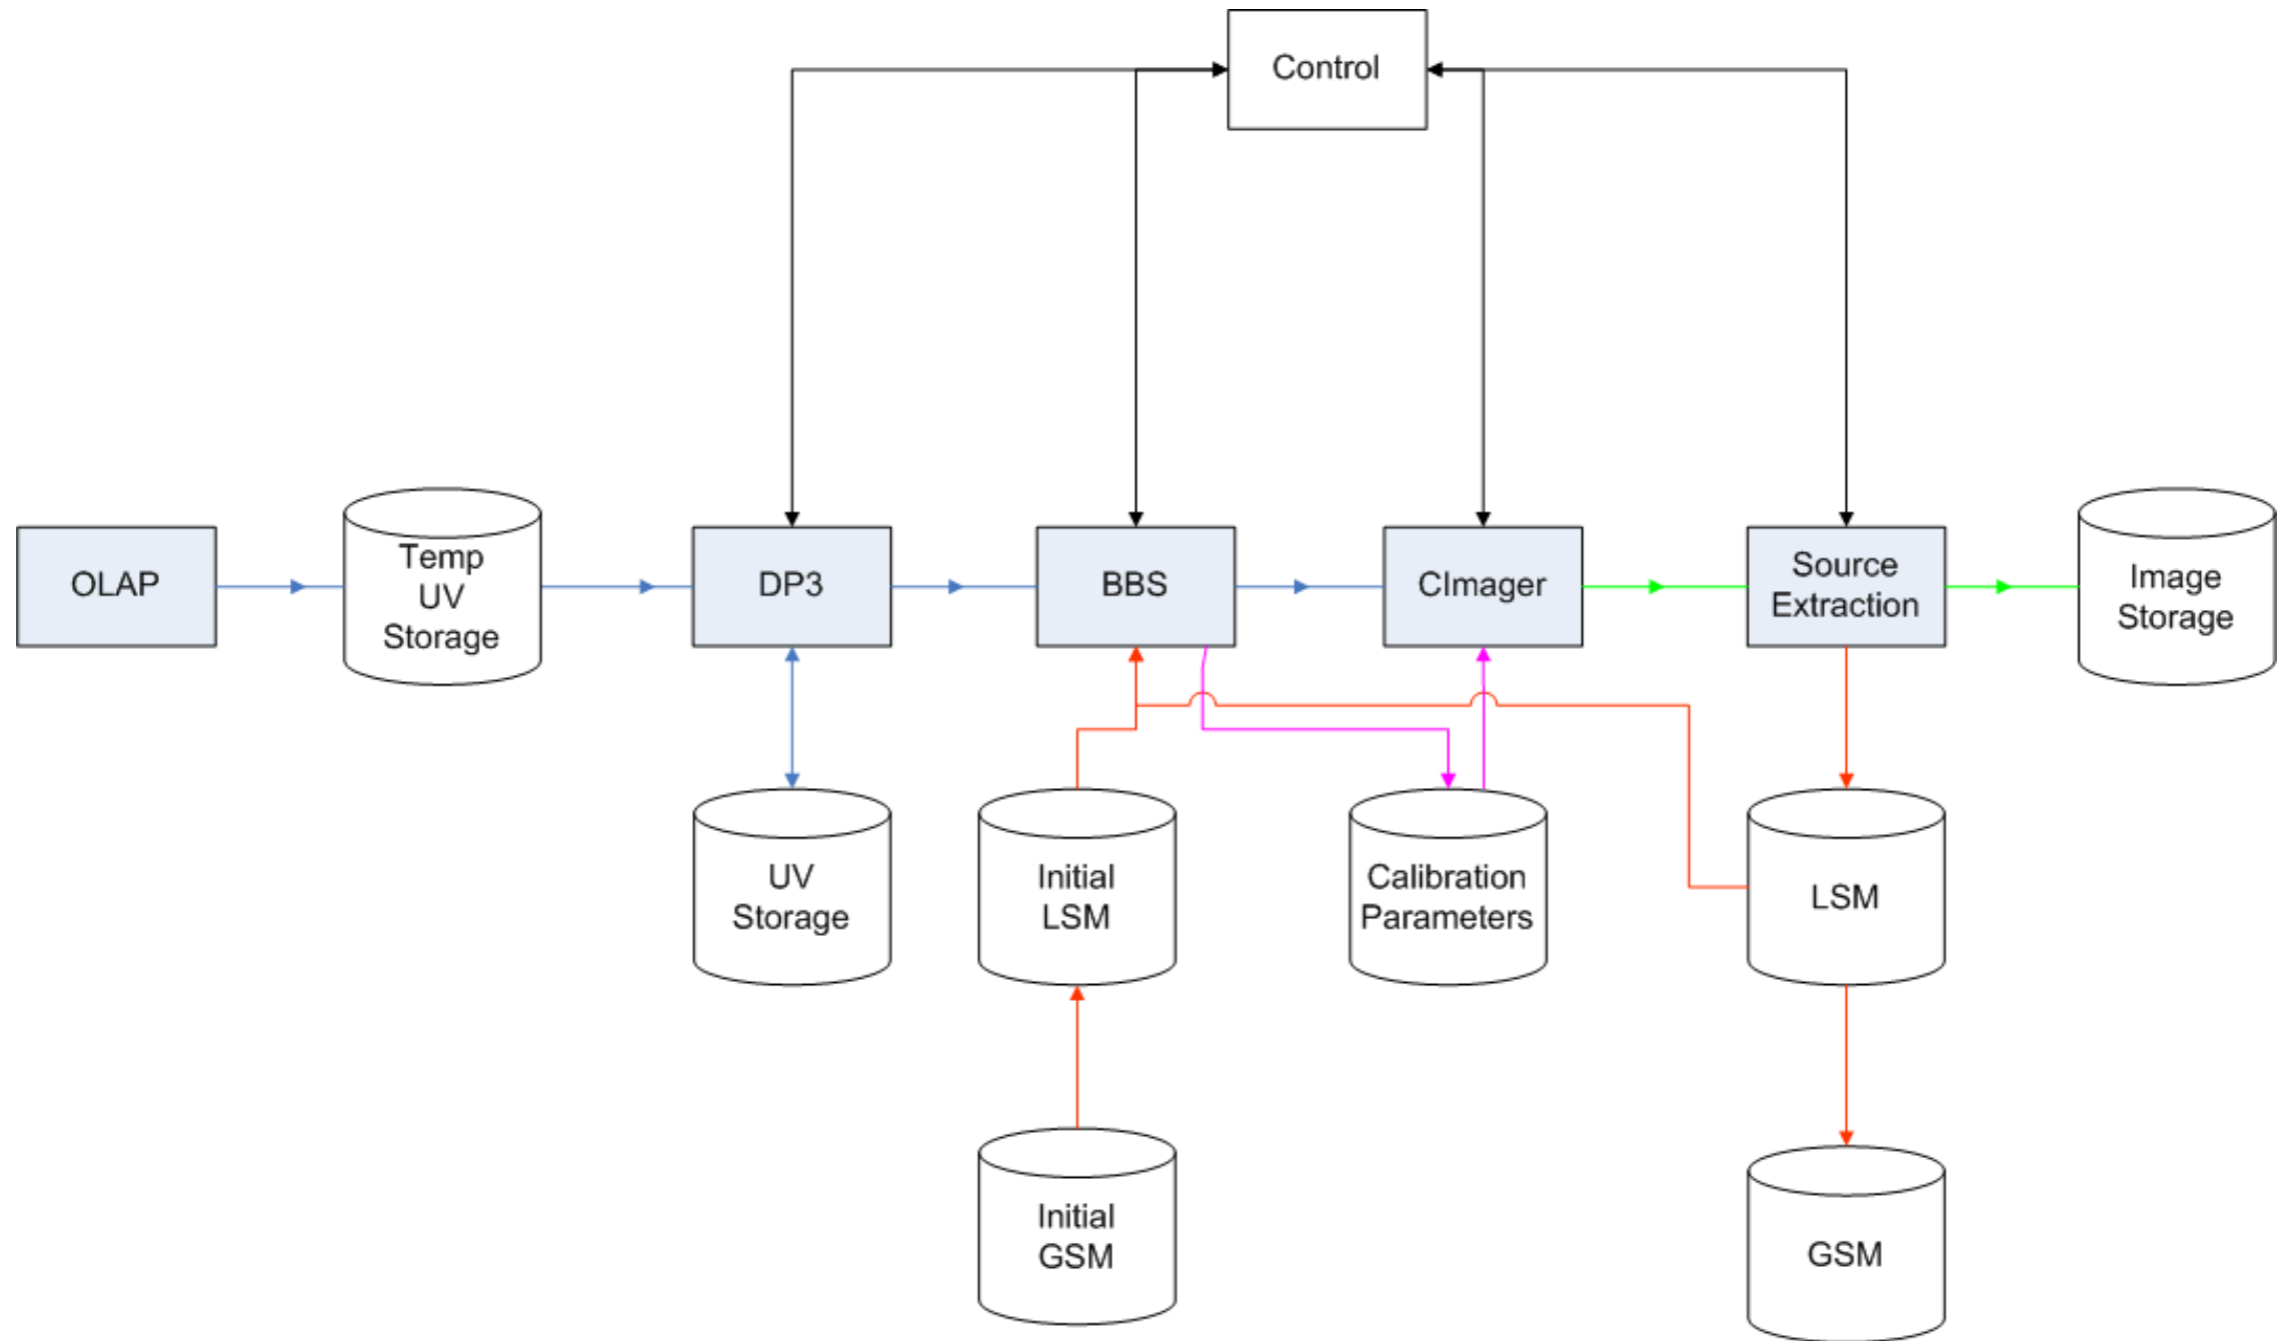 Control
OLAP
Temp
UV
Storage
DP3
BBS
CImager
Source
Extraction
Image
Storage
UV
Storage
Initial
LSM
Calibration
Parameters
LSM
Initial
GSM
GSM